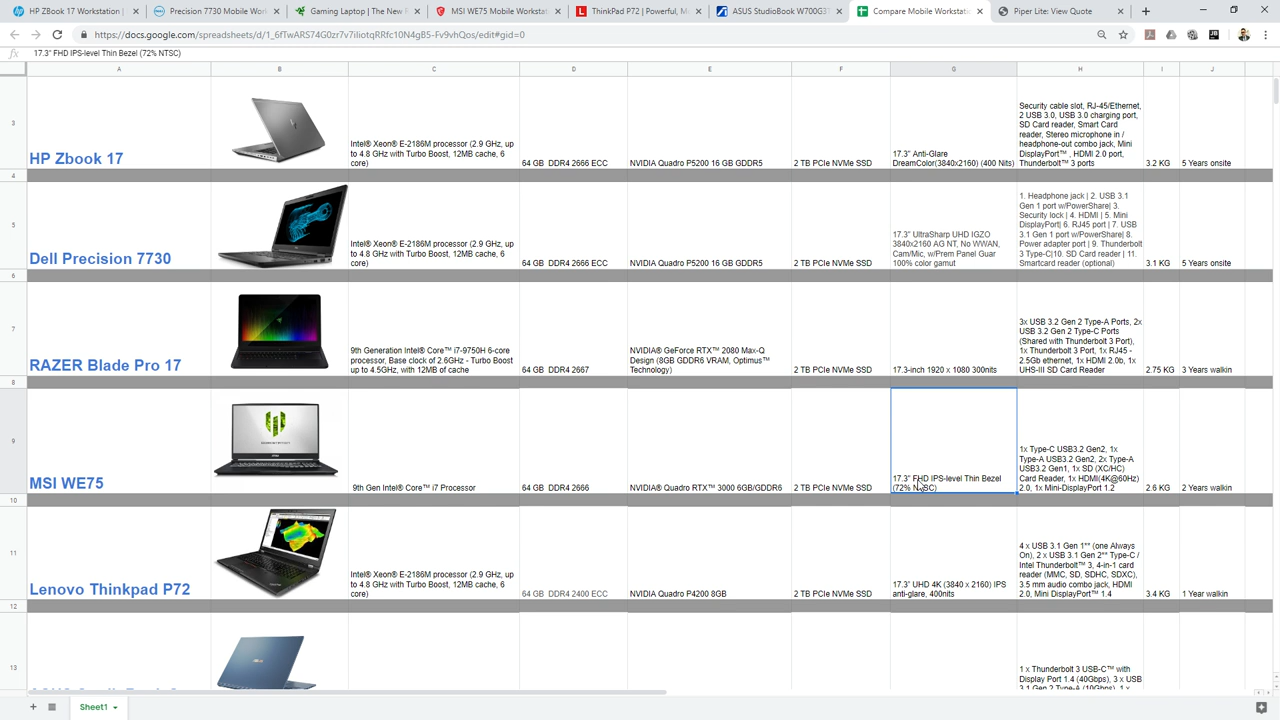 HP ZBook 17 Workstation
Precision 7730 Mobile Wor
Gaming Laptop | The New R
MSI WE75 Mobile Workstati
ThinkPad P72 | Powerful, M
ASUS StudioBook W700G3T
Compare Mobile Workstatio
Piper Lite: View Quote
17.3" FHD IPS-level Thin Bezel (72% NTSC)
A B C D E F G H I J
3
HP Zbook 17
Intel® Xeon® E-2186M processor (2.9 GHz, up
to 4.8 GHz with Turbo Boost, 12MB cache, 6
core)
64 GB DDR4 2666 ECC
NVIDIA Quadro P5200 16 GB GDDR5
2 TB PCIe NVMe SSD
17.3" Anti-Glare
DreamColor(3840x2160) (400 Nits)
Security cable slot, RJ-45/Ethernet,
2 USB 3.0, USB 3.0 charging port,
SD Card reader, Smart Card
reader, Stereo microphone in /
headphone-out combo jack, Mini
DisplayPort™ , HDMI 2.0 port,
Thunderbolt™ 3 ports
3.2 KG
5 Years onsite
4
5
Dell Precision 7730
Intel® Xeon® E-2186M processor (2.9 GHz, up
to 4.8 GHz with Turbo Boost, 12MB cache, 6
core)
64 GB DDR4 2666 ECC
NVIDIA Quadro P5200 16 GB GDDR5
2 TB PCIe NVMe SSD
17.3" UltraSharp UHD IGZO
3840x2160 AG NT, No WWAN,
Cam/Mic, w/Prem Panel Guar
100% color gamut
1. Headphone jack | 2. USB 3.1
Gen 1 port w/PowerShare| 3.
Security lock | 4. HDMI | 5. Mini
DisplayPort| 6. RJ45 port | 7. USB
3.1 Gen 1 port w/PowerShare| 8.
Power adapter port | 9. Thunderbolt
3 Type-C|10. SD Card reader | 11.
Smartcard reader (optional)
3.1 KG
5 Years onsite
6
7
RAZER Blade Pro 17
9th Generation Intel® Core™ i7-9750H 6-core
processor, Base clock of 2.6GHz - Turbo Boost
up to 4.5GHz, with 12MB of cache
64 GB DDR4 2667
NVIDIA® GeForce RTX™ 2080 Max-Q
Design (8GB GDDR6 VRAM, Optimus™
Technology)
2 TB PCIe NVMe SSD
17.3-inch 1920 x 1080 300nits
3x USB 3.2 Gen 2 Type-A Ports, 2x
USB 3.2 Gen 2 Type-C Ports
(Shared with Thunderbolt 3 Port),
1x Thunderbolt 3 Port, 1x RJ45 -
2.5Gb ethernet, 1x HDMI 2.0b, 1x
UHS-III SD Card Reader
2.75 KG
3 Years walkin
8
9
MSI WE75
9th Gen Intel® Core™ i7 Processor
64 GB DDR4 2666
NVIDIA® Quadro RTX™ 3000 6GB/GDDR6
2 TB PCIe NVMe SSD
17.3" FHD IPS-level Thin Bezel
(72% NTSC)
1x Type-C USB3.2 Gen2, 1x
Type-A USB3.2 Gen2, 2x Type-A
USB3.2 Gen1, 1x SD (XC/HC)
Card Reader, 1x HDMI(4K@60Hz)
2.0, 1x Mini-DisplayPort 1.2
2.6 KG
2 Years walkin
10
11
Lenovo Thinkpad P72
Intel® Xeon® E-2186M processor (2.9 GHz, up
to 4.8 GHz with Turbo Boost, 12MB cache, 6
core)
64 GB DDR4 2400 ECC
NVIDIA Quadro P4200 8GB
2 TB PCIe NVMe SSD
17.3" UHD 4K (3840 x 2160) IPS
anti-glare, 400nits
4 x USB 3.1 Gen 1** (one Always
On), 2 x USB 3.1 Gen 2** Type-C /
Intel Thunderbolt™ 3, 4-in-1 card
reader (MMC, SD, SDHC, SDXC),
3.5 mm audio combo jack, HDMI
2.0, Mini DisplayPort™ 1.4
3.4 KG
1 Year walkin
12
13
1 x Thunderbolt 3 USB-C™ with
Display Port 1.4 (40Gbps), 3 x USB
3.1 Gen 2 Type-A (10Gbps), 1 x
Sheet1